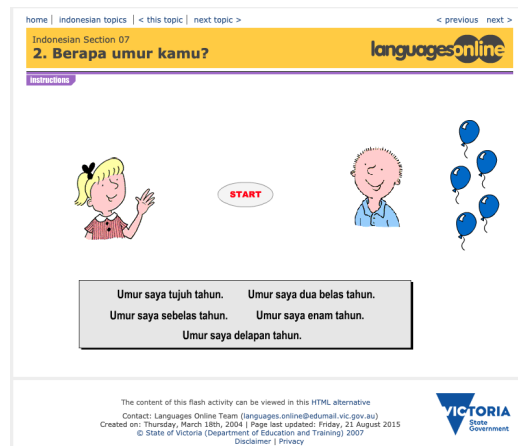 home | indonesian topics | < this topic | next topic >
< previous next >
Indonesian Section 07
2. Berapa umur kamu?
languagesonline
instructions
START
Umur saya tujuh tahun. Umur saya dua belas tahun.
Umur saya sebelas tahun. Umur saya enam tahun.
Umur saya delapan tahun.
The content of this flash activity can be viewed in this HTML alternative
Contact: Languages Online Team (languages.online@edumail.vic.gov.au)
Created on: Thursday, March 18th, 2004 | Page last updated: Friday, 21 August 2015
© State of Victoria (Department of Education and Training) 2007
Disclaimer | Privacy
VICTORIA
State
Government